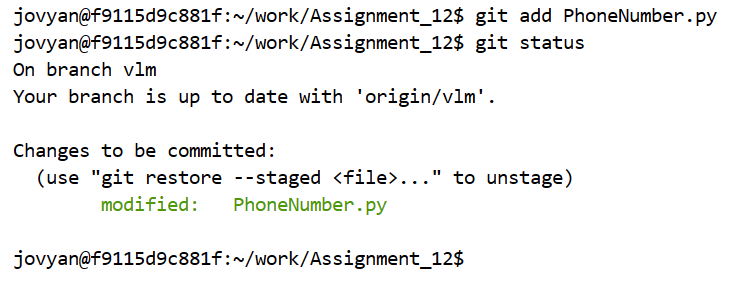 jovyan@f9115d9c881f:~/work/Assignment_12$ git add PhoneNumber.py
jovyan@f9115d9c881f:~/work/Assignment_12$ git status
On branch vlm
Your branch is up to date with 'origin/vlm'.
Changes to be committed:
  (use "git restore --staged <file>..." to unstage)
        modified:   PhoneNumber.py
jovyan@f9115d9c881f:~/work/Assignment_12$